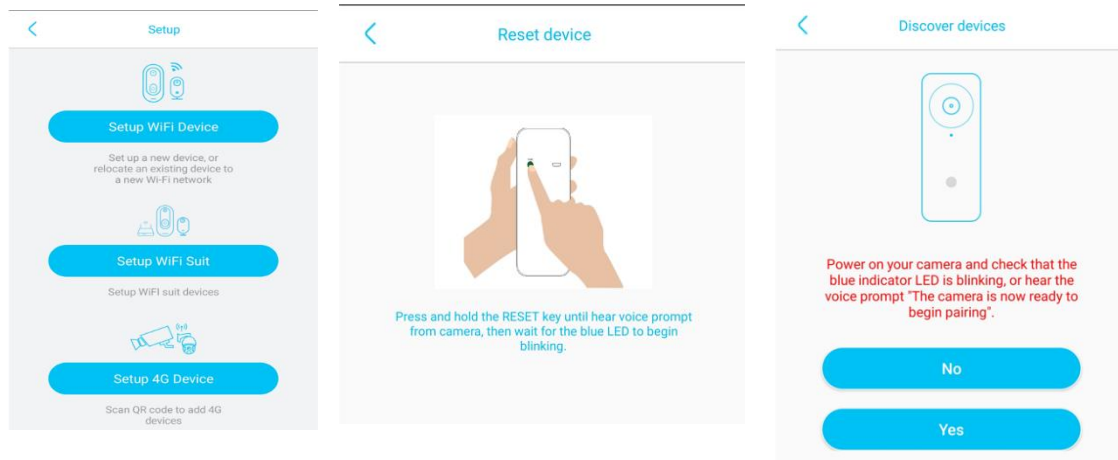 Setup
Setup WiFi Device
Set up a new device, or
relocate an existing device to
a new Wi-Fi network
Setup WiFi Suit
Setup WiFI suit devices
Setup 4G Device
Scan QR code to add 4G
devices
Reset device
Press and hold the RESET key until hear voice prompt
from camera, then wait for the blue LED to begin
blinking.
Discover devices
Power on your camera and check that the
blue indicator LED is blinking, or hear the
voice prompt "The camera is now ready to
begin pairing".
No
Yes